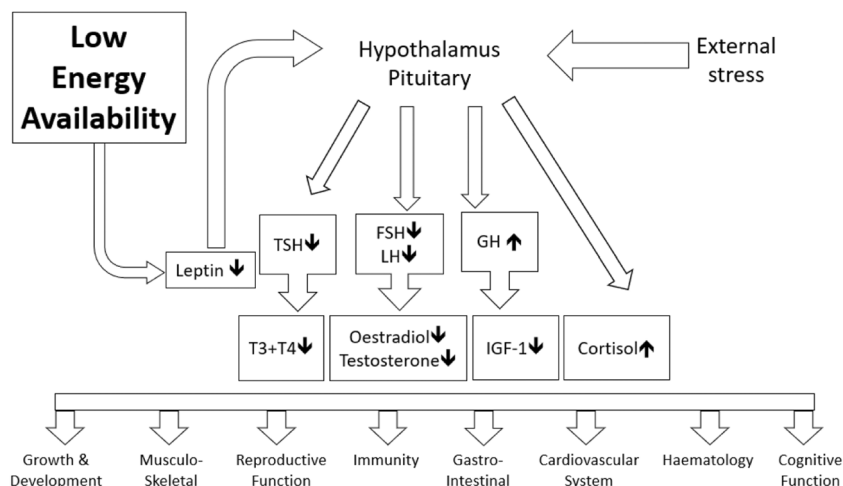 Low
Energy
Availability
Hypothalamus
Pituitary
External
stress
Leptin
TSH
FSH
LH
GH
T3+T4
Oestradiol
Testosterone
IGF-1
Cortisol
Growth &
Development
Musculo-
Skeletal
Reproductive
Function
Immunity
Gastro-
Intestinal
Cardiovascular
System
Haematology
Cognitive
Function